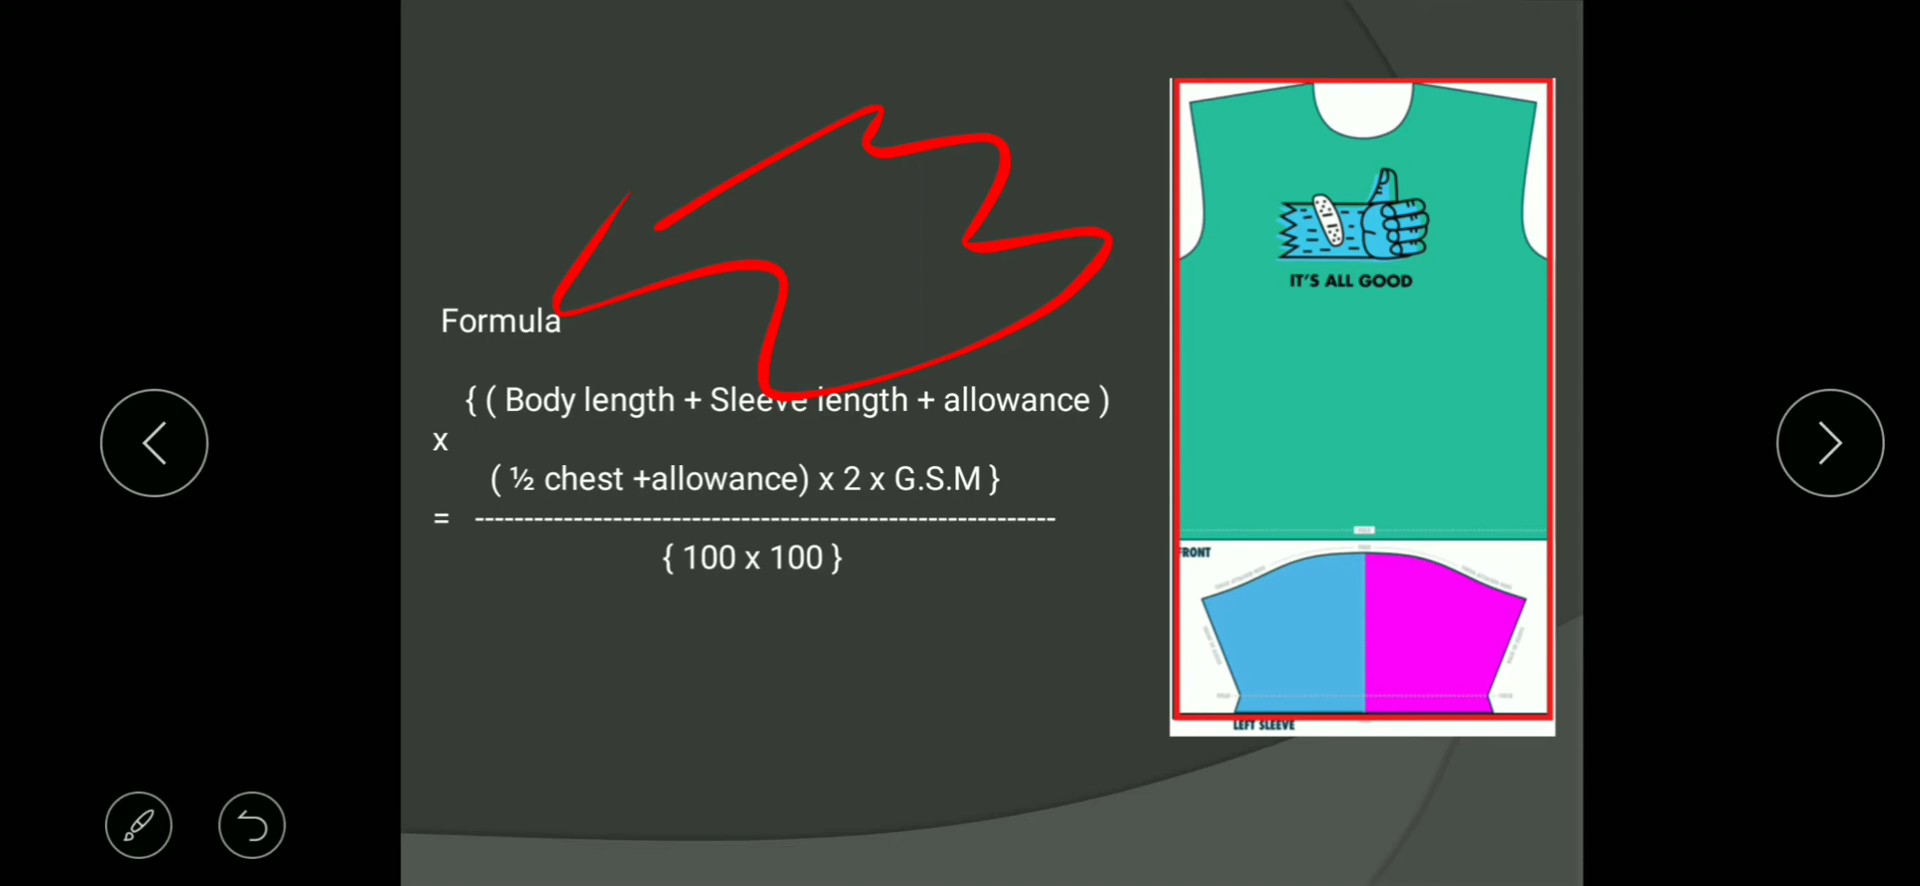 Formula
{ ( Body length + Sleeve length + allowance )
x
( ½ chest +allowance) x 2 x G.S.M }
= -----------------------------------------------------------
{ 100 x 100 }
IT'S ALL GOOD
FRONT
LEFT SLEEVE